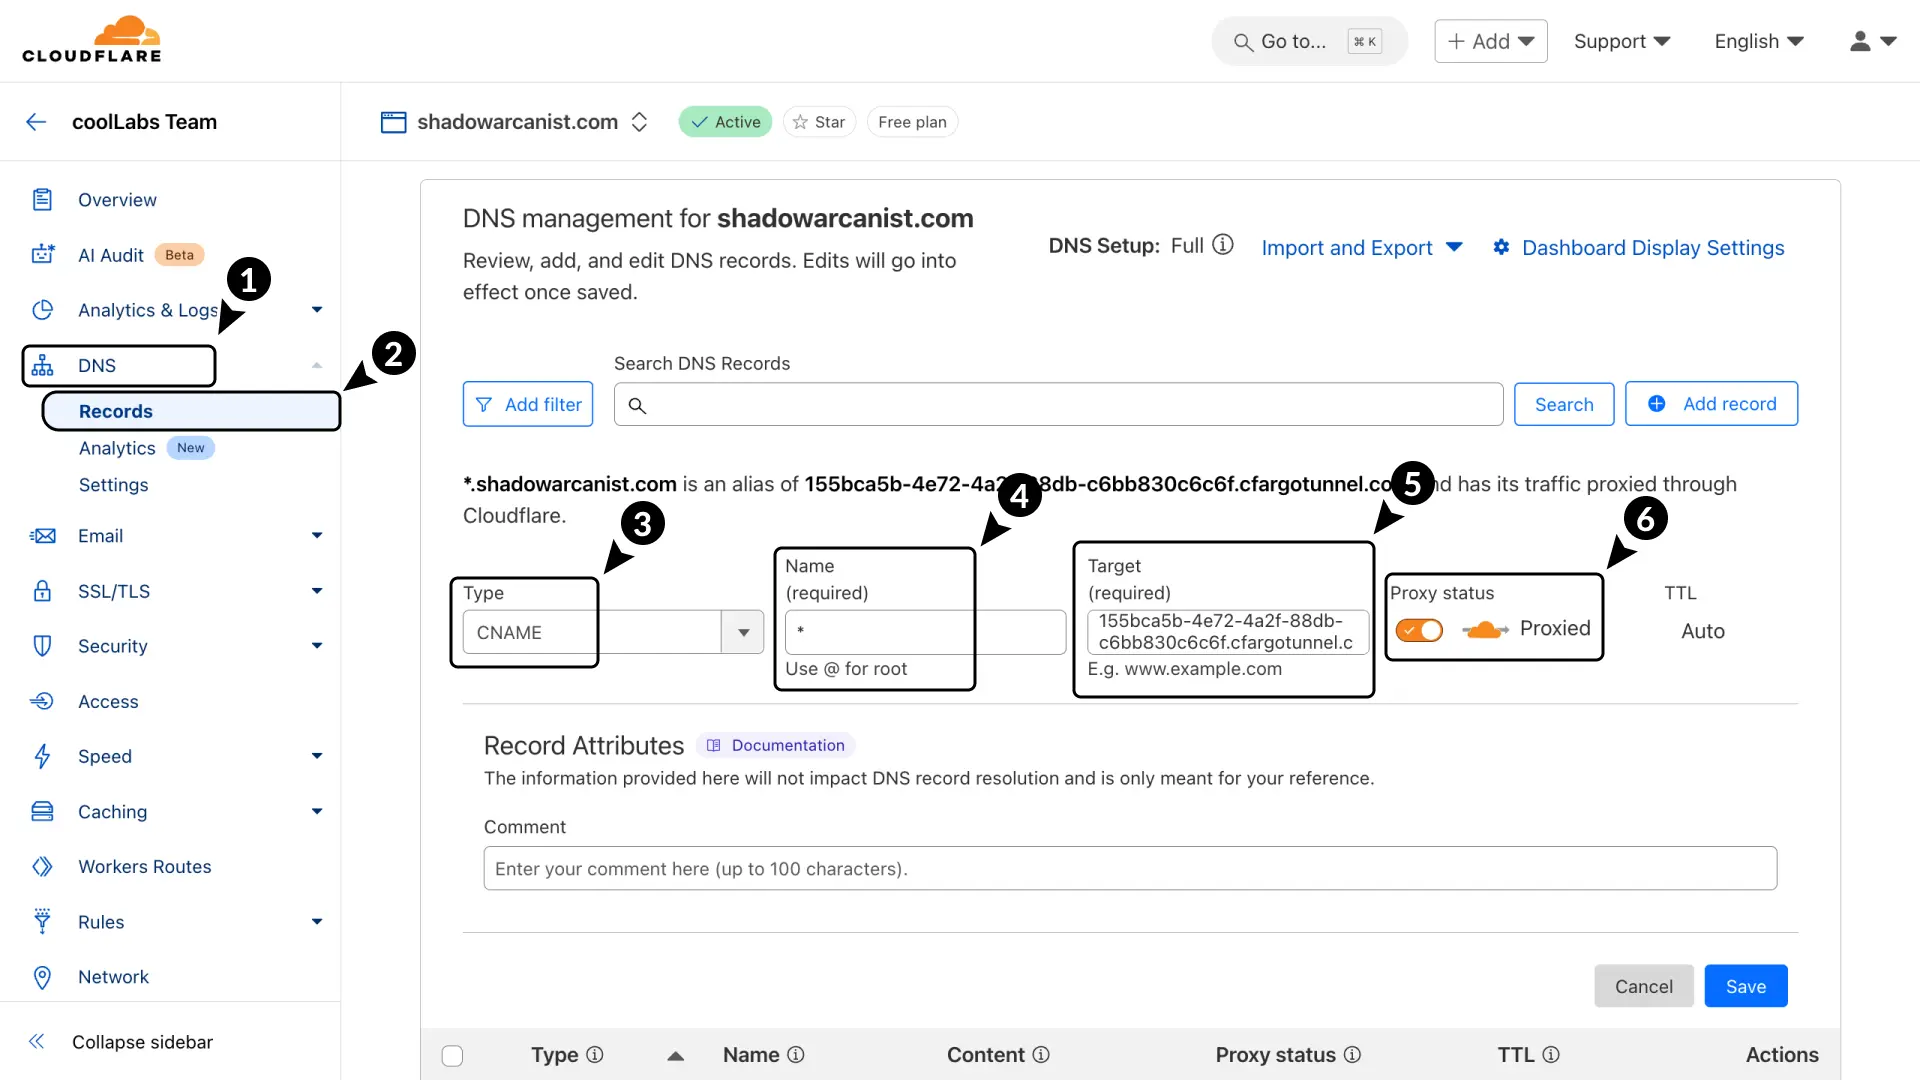 CLOUDFLARE
Go to... ⌘ K
Add
Support
English
coolLabs Team
shadowarcanist.com
Active
Star
Free plan
Overview
AI Audit Beta
Analytics & Logs
DNS
Records
Analytics New
Settings
Email
SSL/TLS
Security
Access
Speed
Caching
Workers Routes
Rules
Network
Collapse sidebar
1
2
DNS management for shadowarcanist.com
Review, add, and edit DNS records. Edits will go into
effect once saved.
DNS Setup: Full
Import and Export
Dashboard Display Settings
Search DNS Records
Add filter
Search
Add record
*.shadowarcanist.com is an alias of 155bca5b-4e72-4a2 8db-c6bb830c6c6f.cfargotunnel.co nd has its traffic proxied through
Cloudflare.
3
4
5
6
Type
CNAME
Name
(required)
*
Use @ for root
Target
(required)
155bca5b-4e72-4a2f-88db-
c6bb830c6c6f.cfargotunnel.c
E.g. www.example.com
Proxy status
Proxied
TTL
Auto
Record Attributes Documentation
The information provided here will not impact DNS record resolution and is only meant for your reference.
Comment
Enter your comment here (up to 100 characters).
Cancel
Save
Type Name Content Proxy status TTL Actions